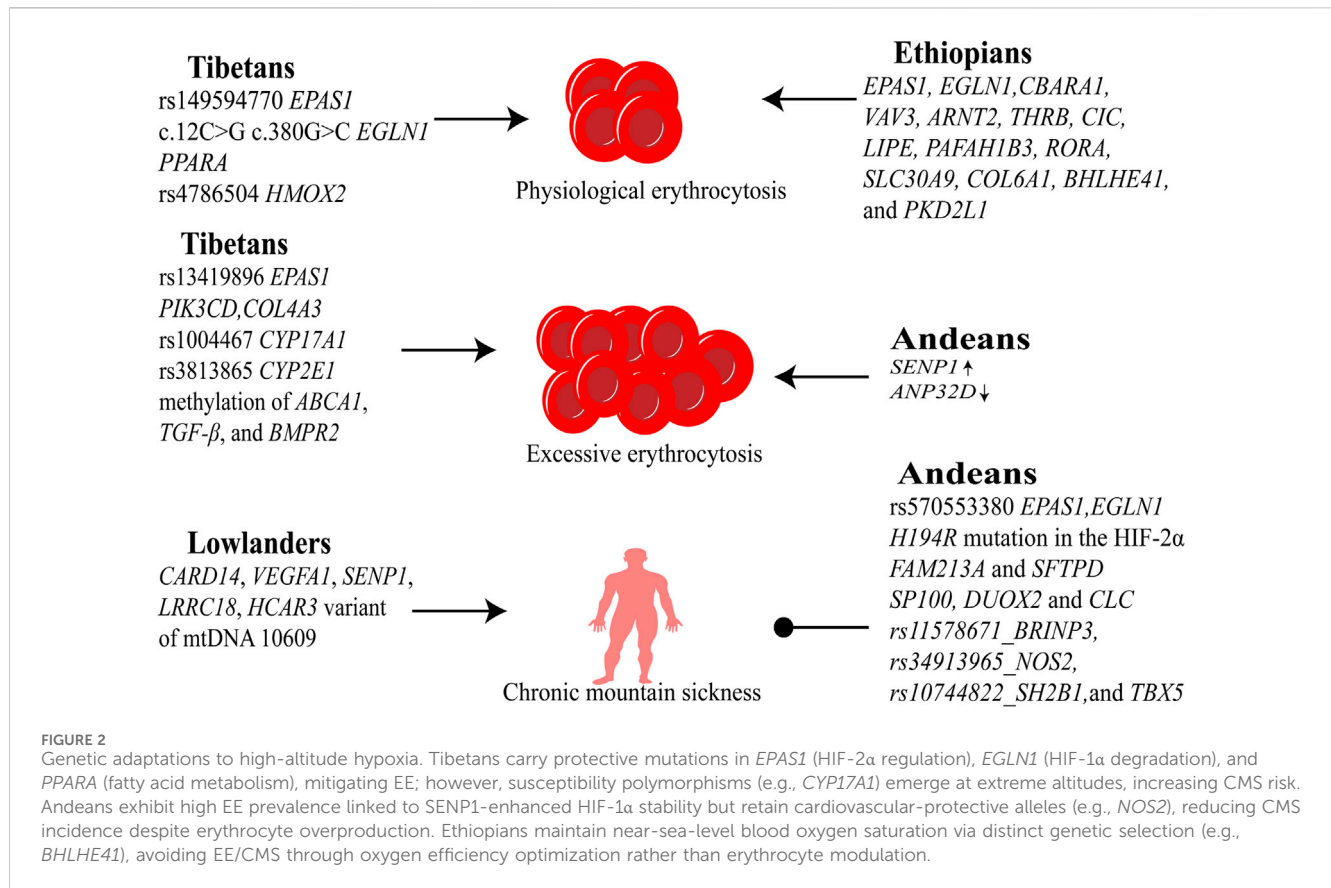 Tibetans
rs149594770 EPAS1
c.12C>G c.380G>C EGLN1
PPARA
rs4786504 HMOX2
Physiological erythrocytosis
Ethiopians
EPAS1, EGLN1,CBARA1,
VAV3, ARNT2, THRB, CIC,
LIPE, PAFAH1B3, RORA,
SLC30A9, COL6A1, BHLHE41,
and PKD2L1
Tibetans
rs13419896 EPAS1
PIK3CD,COL4A3
rs1004467 CYP17A1
rs3813865 CYP2E1
methylation of ABCA1,
TGF-β, and BMPR2
Excessive erythrocytosis
Andeans
SENP1↑
ANP32D↓
Lowlanders
CARD14, VEGFA1, SENP1,
LRRC18, HCAR3 variant
of mtDNA 10609
Chronic mountain sickness
Andeans
rs570553380 EPAS1,EGLN1
H194R mutation in the HIF-2α
FAM213A and SFTPD
SP100, DUOX2 and CLC
rs11578671_BRINP3,
rs34913965_NOS2,
rs10744822_SH2B1,and TBX5
FIGURE 2
Genetic adaptations to high-altitude hypoxia. Tibetans carry protective mutations in EPAS1 (HIF-2α regulation), EGLN1 (HIF-1α degradation), and
PPARA (fatty acid metabolism), mitigating EE; however, susceptibility polymorphisms (e.g., CYP17A1) emerge at extreme altitudes, increasing CMS risk.
Andeans exhibit high EE prevalence linked to SENP1-enhanced HIF-1α stability but retain cardiovascular-protective alleles (e.g., NOS2), reducing CMS
incidence despite erythrocyte overproduction. Ethiopians maintain near-sea-level blood oxygen saturation via distinct genetic selection (e.g.,
BHLHE41), avoiding EE/CMS through oxygen efficiency optimization rather than erythrocyte modulation.